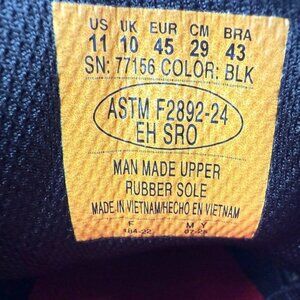 US UK EUR CM BRA
11 10 45 29 43
SN: 77156 COLOR: BLK
ASTM F2892-24
EH SRO
MAN MADE UPPER
RUBBER SOLE
MADE IN VIETNAM/HECHO EN VIETNAM
F M Y